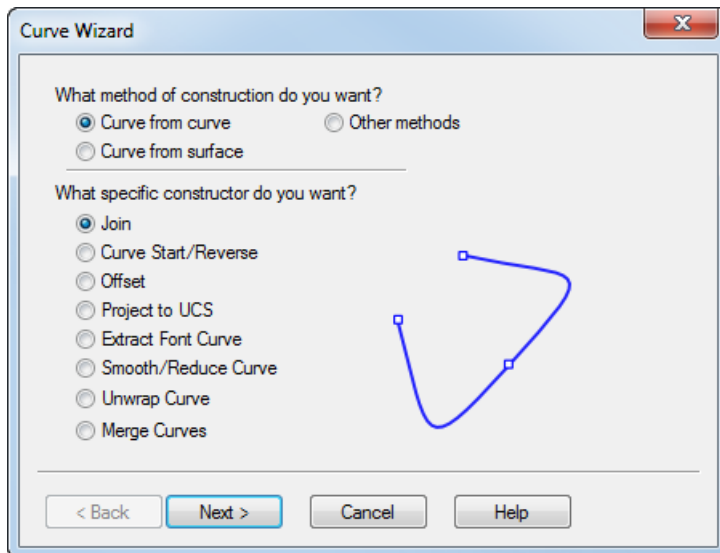 Curve Wizard
What method of construction do you want?
Curve from curve Other methods
Curve from surface
What specific constructor do you want?
Join
Curve Start/Reverse
Offset
Project to UCS
Extract Font Curve
Smooth/Reduce Curve
Unwrap Curve
Merge Curves
< Back Next > Cancel Help